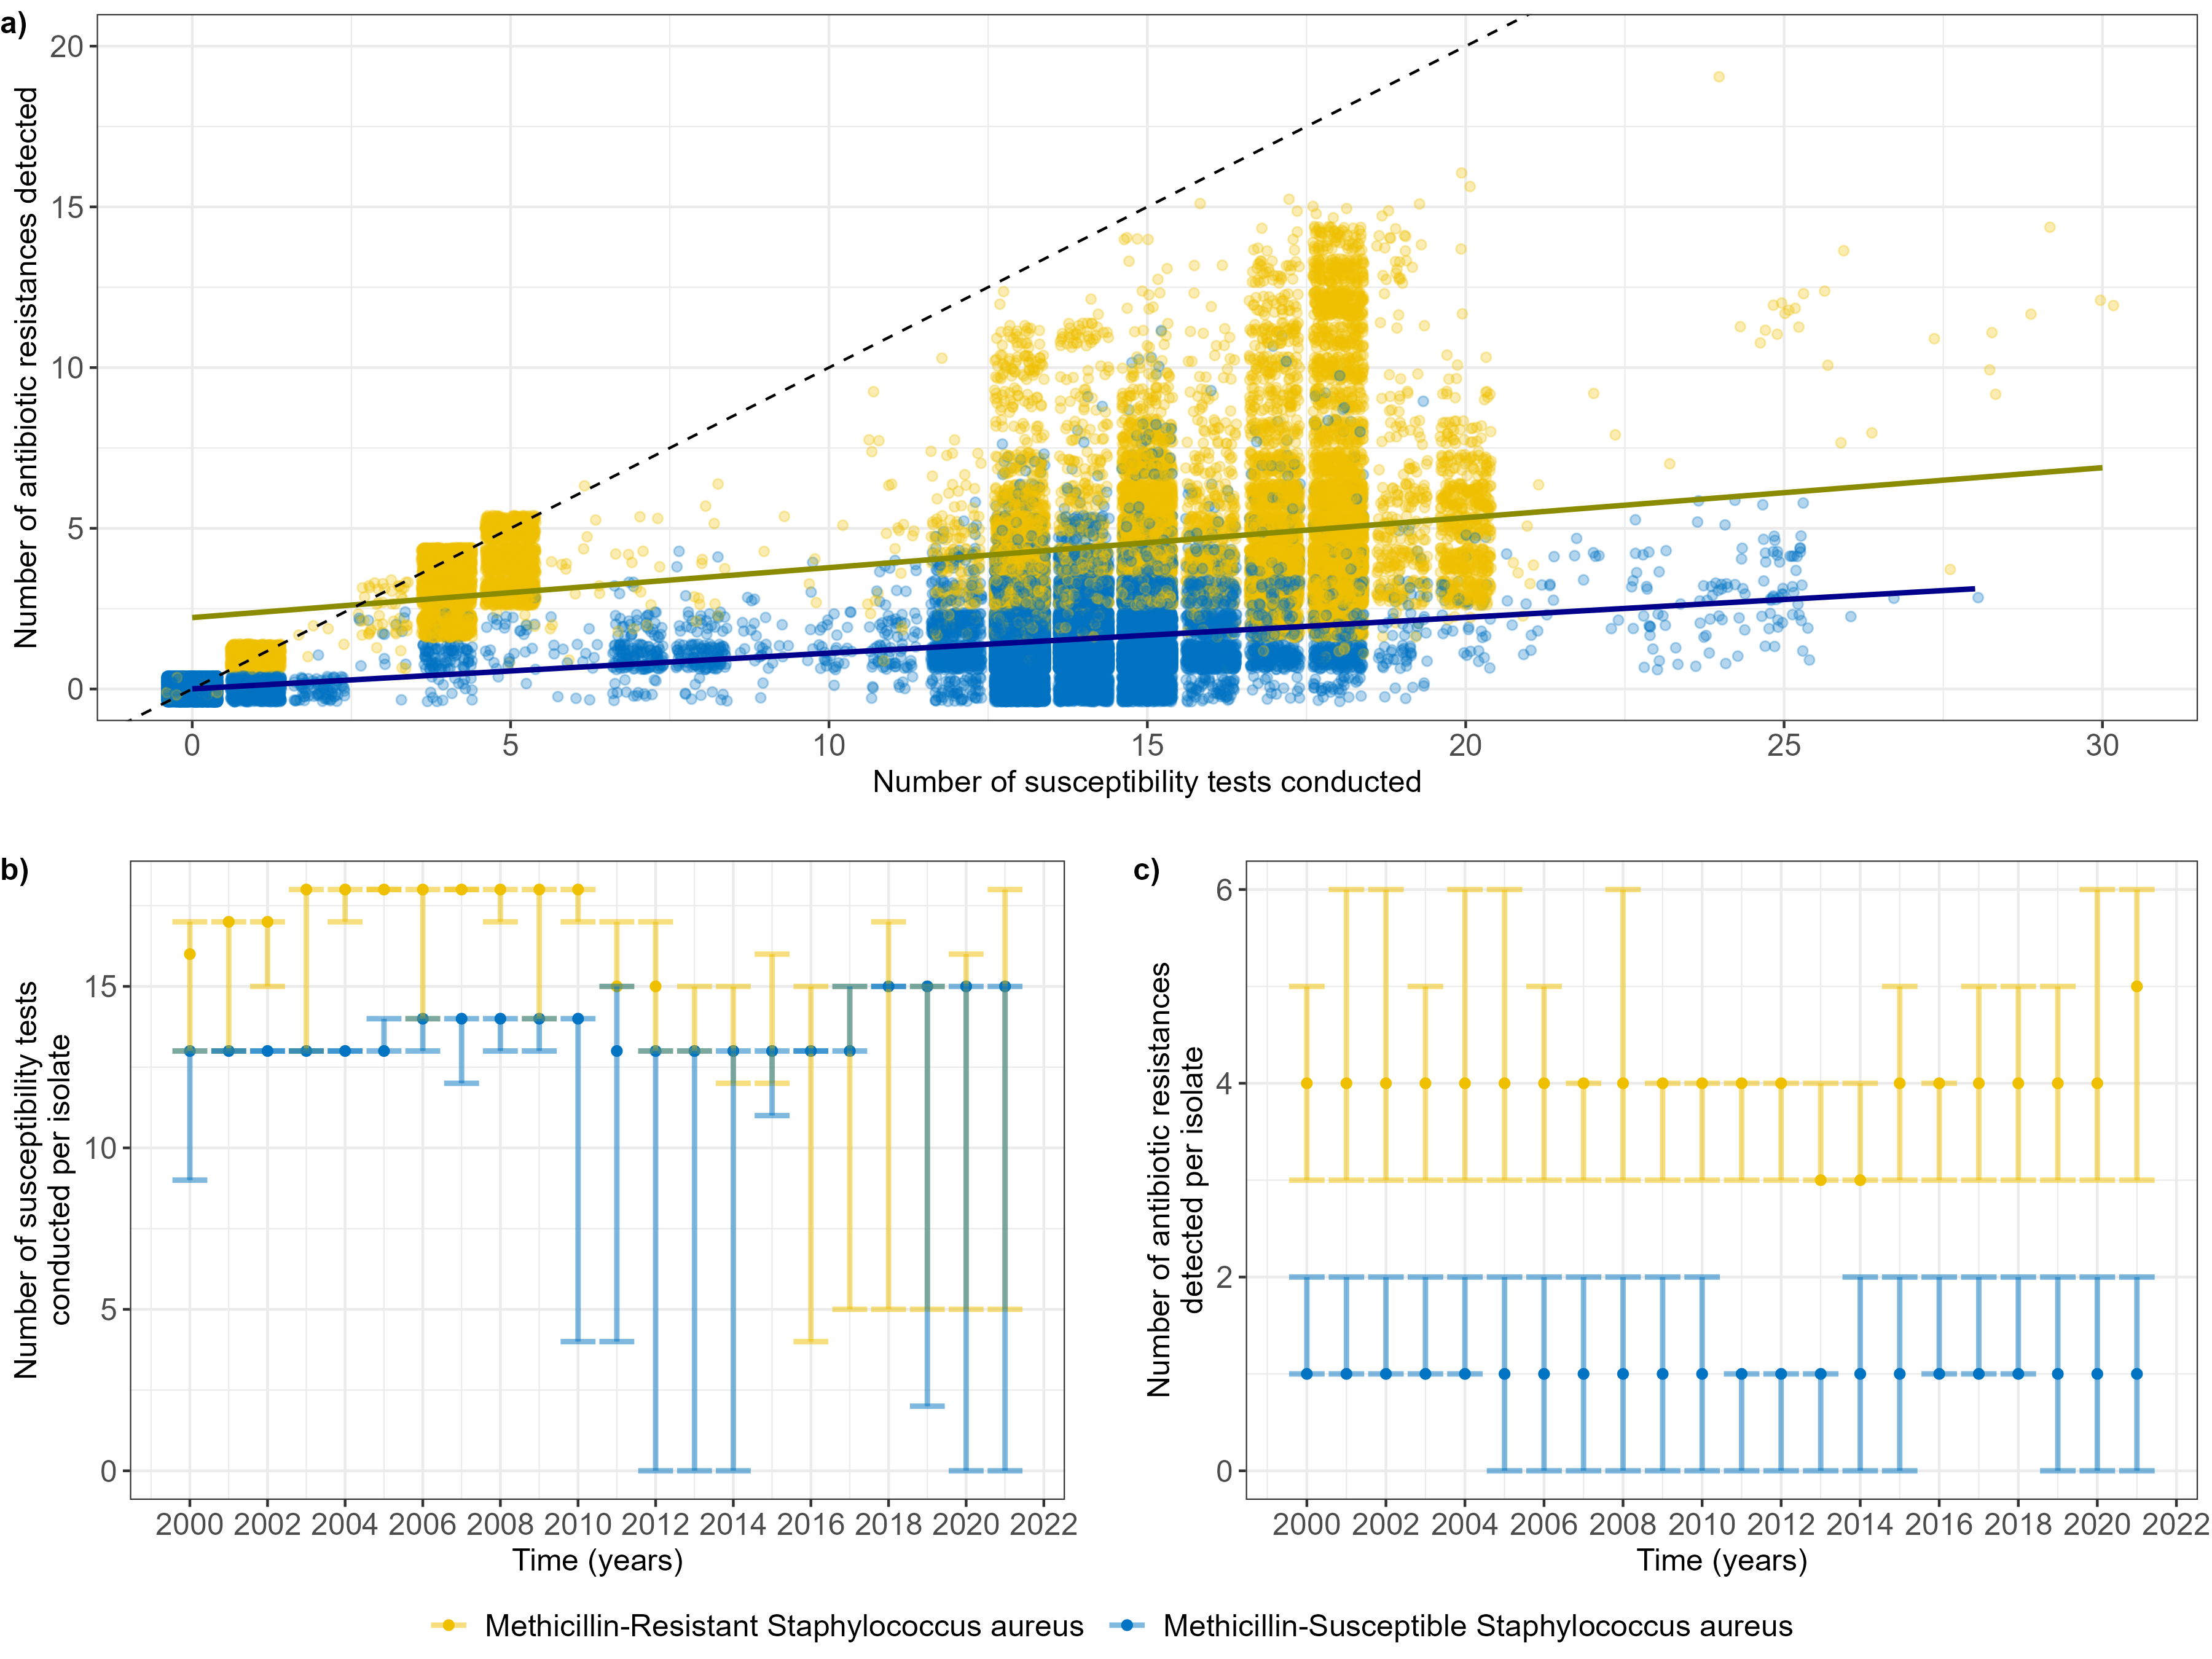 a)
Number of antibiotic resistances detected
20
15
10
5
0
0 5 10 15 20 25 30
Number of susceptibility tests conducted
b)
Number of susceptibility tests
conducted per isolate
15
10
5
0
2000 2002 2004 2006 2008 2010 2012 2014 2016 2018 2020 2022
Time (years)
c)
Number of antibiotic resistances
detected per isolate
6
4
2
0
2000 2002 2004 2006 2008 2010 2012 2014 2016 2018 2020 2022
Time (years)
Methicillin-Resistant Staphylococcus aureus
Methicillin-Susceptible Staphylococcus aureus